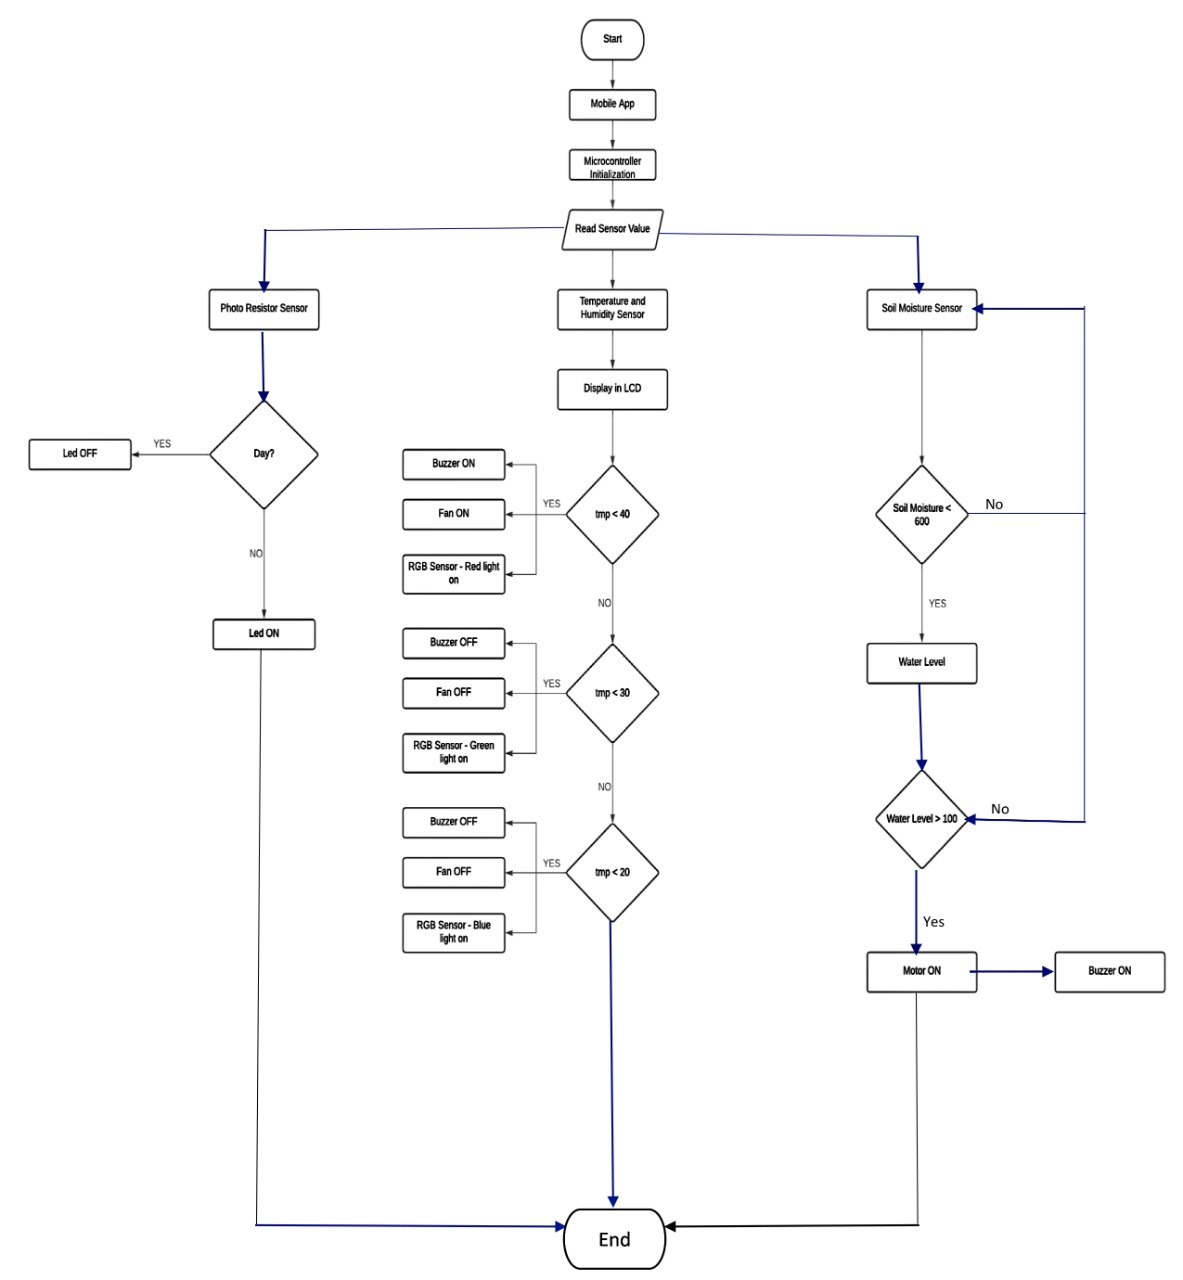 Start
Mobile App
Microcontroller
Initialization
Read Sensor Value
Photo Resistor Sensor
Temperature and
Humidity Sensor
Soil Moisture Sensor
Display in LCD
Day?
YES
Led OFF
NO
Led ON
tmp < 40
YES
Buzzer ON
Fan ON
RGB Sensor - Red light
on
NO
tmp < 30
YES
Buzzer OFF
Fan OFF
RGB Sensor - Green
light on
NO
tmp < 20
YES
Buzzer OFF
Fan OFF
RGB Sensor - Blue
light on
Soil Moisture <
600
No
YES
Water Level
Water Level > 100
No
Yes
Motor ON
Buzzer ON
End